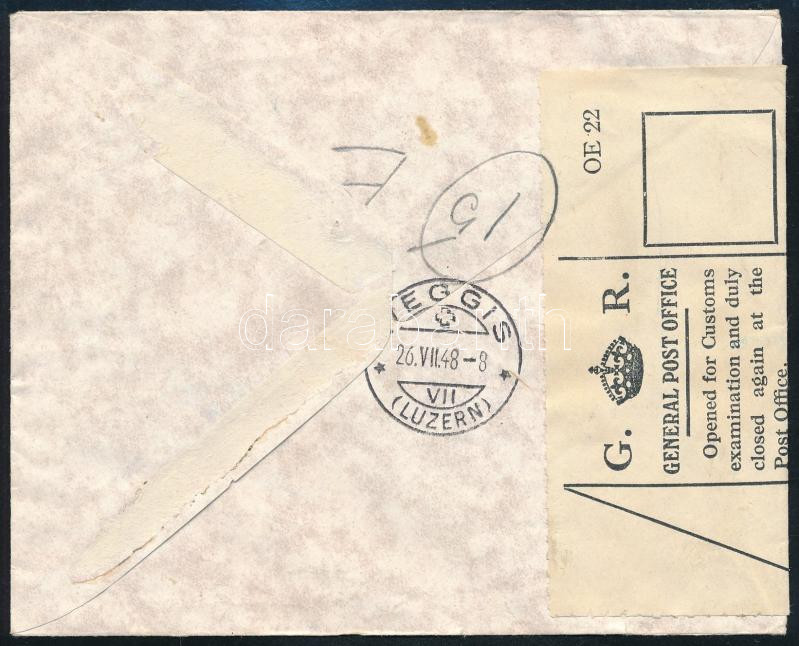 F
15
EGGIS
26.VII.48-8
VII
(LUZERN)
OE 22
G. R.
GENERAL POST OFFICE
Opened for Customs
examination and duly
closed again at the
Post Office.